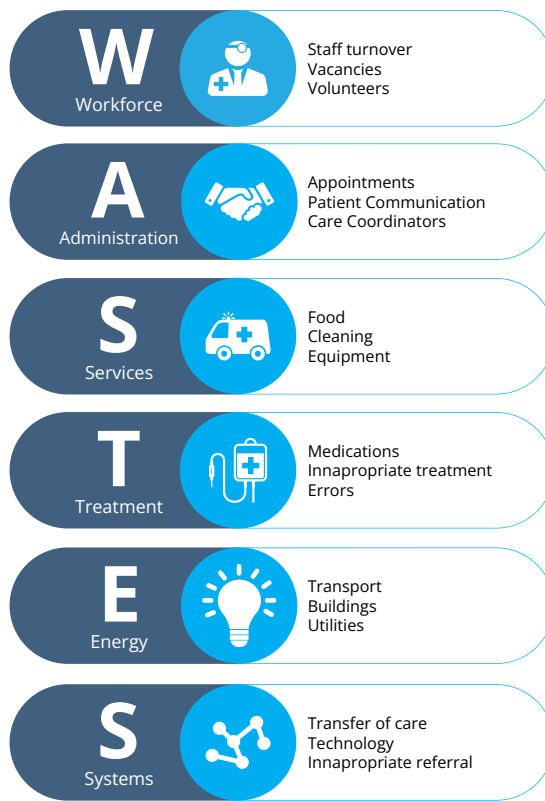 W
Workforce
Staff turnover
Vacancies
Volunteers
A
Administration
Appointments
Patient Communication
Care Coordinators
S
Services
Food
Cleaning
Equipment
T
Treatment
Medications
Innapropriate treatment
Errors
E
Energy
Transport
Buildings
Utilities
S
Systems
Transfer of care
Technology
Innapropriate referral